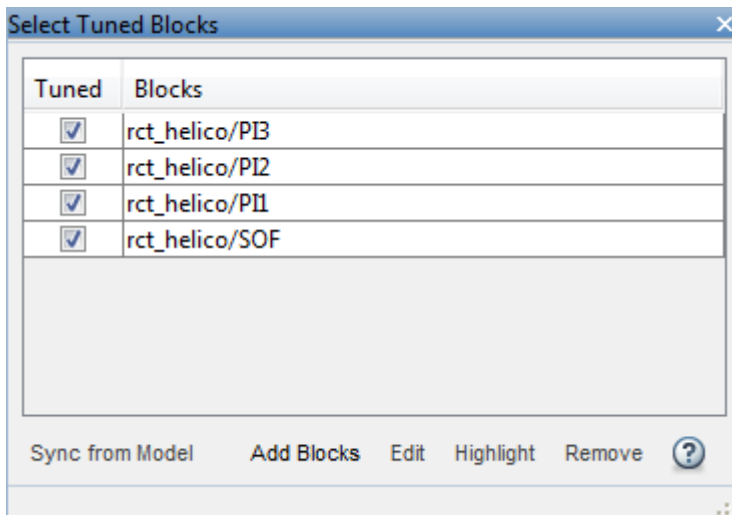 Select Tuned Blocks
Tuned Blocks
rct_helico/PI3
rct_helico/PI2
rct_helico/PI1
rct_helico/SOF
Sync from Model Add Blocks Edit Highlight Remove ?